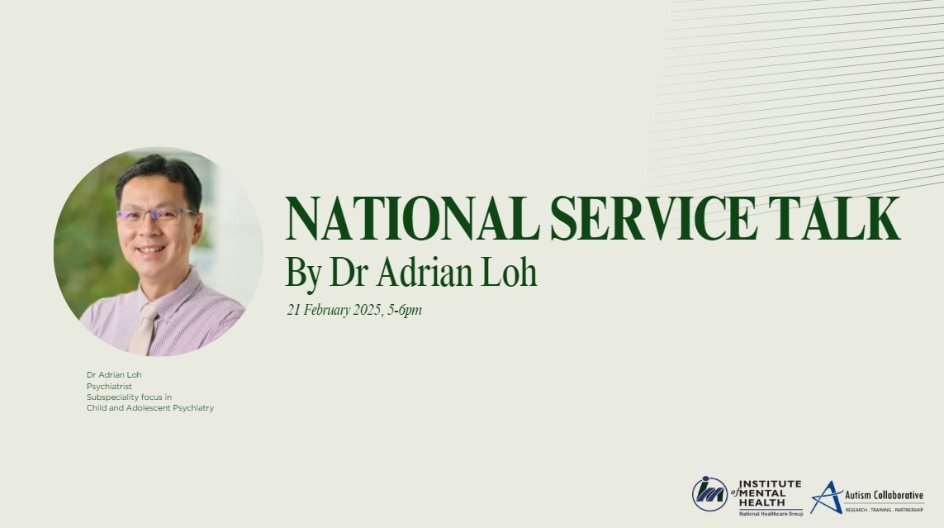 NATIONAL SERVICE TALK
By Dr Adrian Loh
21 February 2025, 5-6pm
Dr Adrian Loh
Psychiatrist
Subspeciality focus in
Child and Adolescent Psychiatry
INSTITUTE
of MENTAL
HEALTH
National Healthcare Group
Autism Collaborative
RESEARCH . TRAINING . PARTNERSHIP